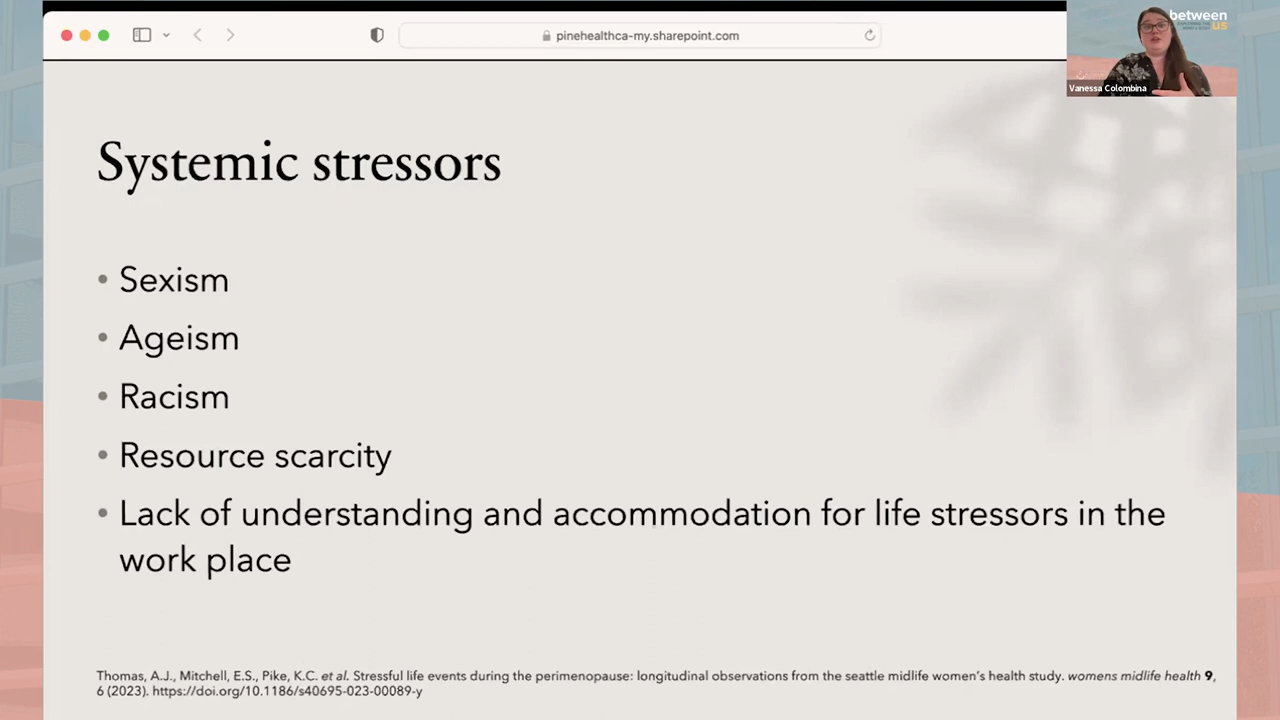 pinehealthca-my.sharepoint.com
between
us
Vanessa Colombina
Systemic stressors
• Sexism
• Ageism
• Racism
• Resource scarcity
• Lack of understanding and accommodation for life stressors in the
work place
Thomas, A.J., Mitchell, E.S., Pike, K.C. et al. Stressful life events during the perimenopause: longitudinal observations from the seattle midlife women's health study. womens midlife health 9,
6 (2023). https://doi.org/10.1186/s40695-023-00089-y